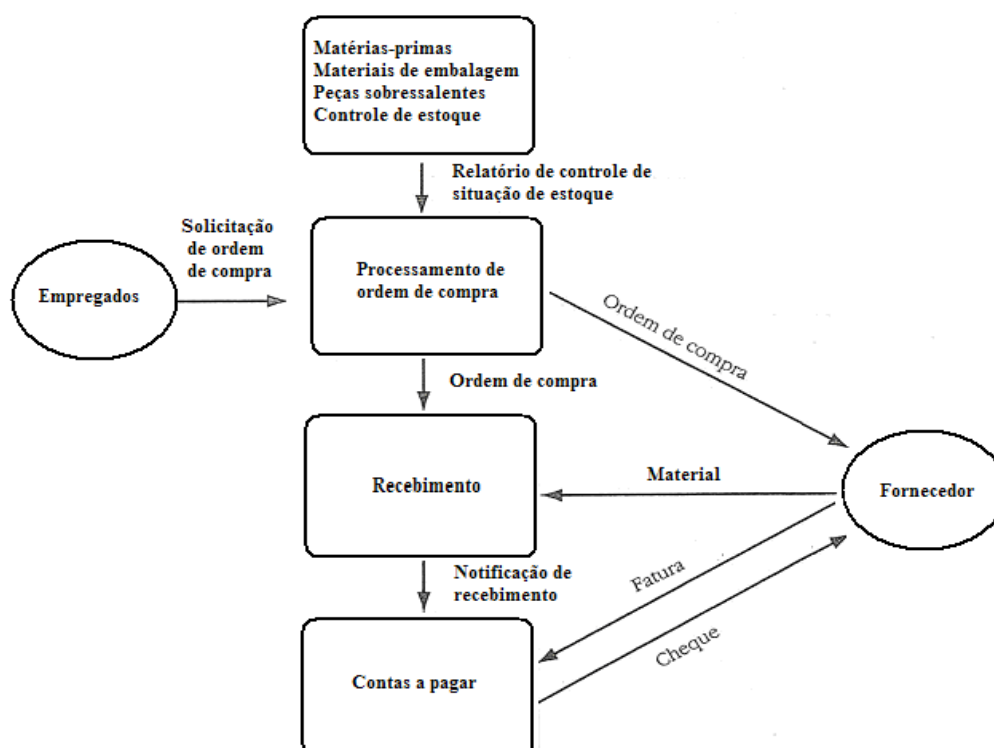 Matérias-primas
Materiais de embalagem
Peças sobressalentes
Controle de estoque
Relatório de controle de
situação de estoque
Solicitação
de ordem
de compra
Empregados
Processamento de
ordem de compra
Ordem de compra
Ordem de compra
Recebimento
Material
Fornecedor
Notificação de
recebimento
Fatura
Cheque
Contas a pagar